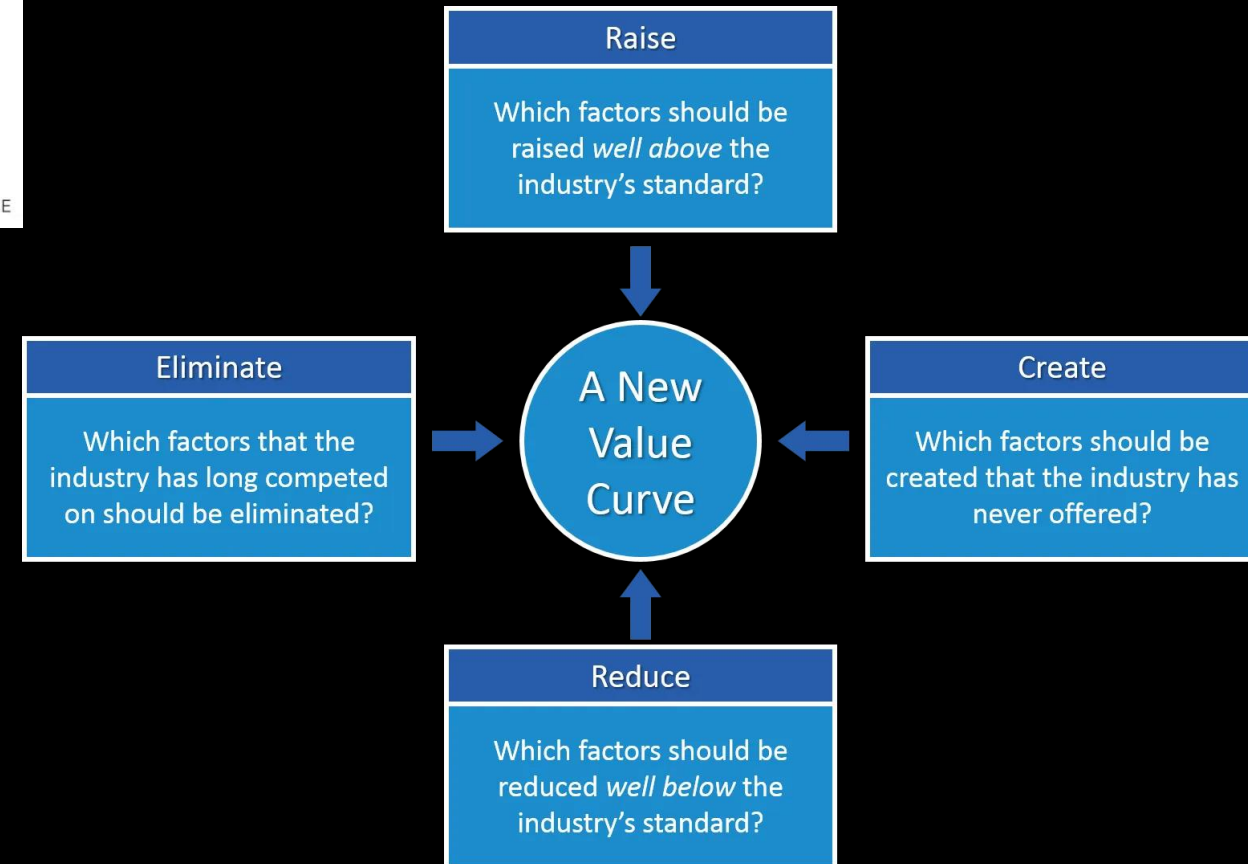 E
Raise
Which factors should be
raised well above the
industry's standard?
Eliminate
Which factors that the
industry has long competed
on should be eliminated?
A New
Value
Curve
Create
Which factors should be
created that the industry has
never offered?
Reduce
Which factors should be
reduced well below the
industry's standard?